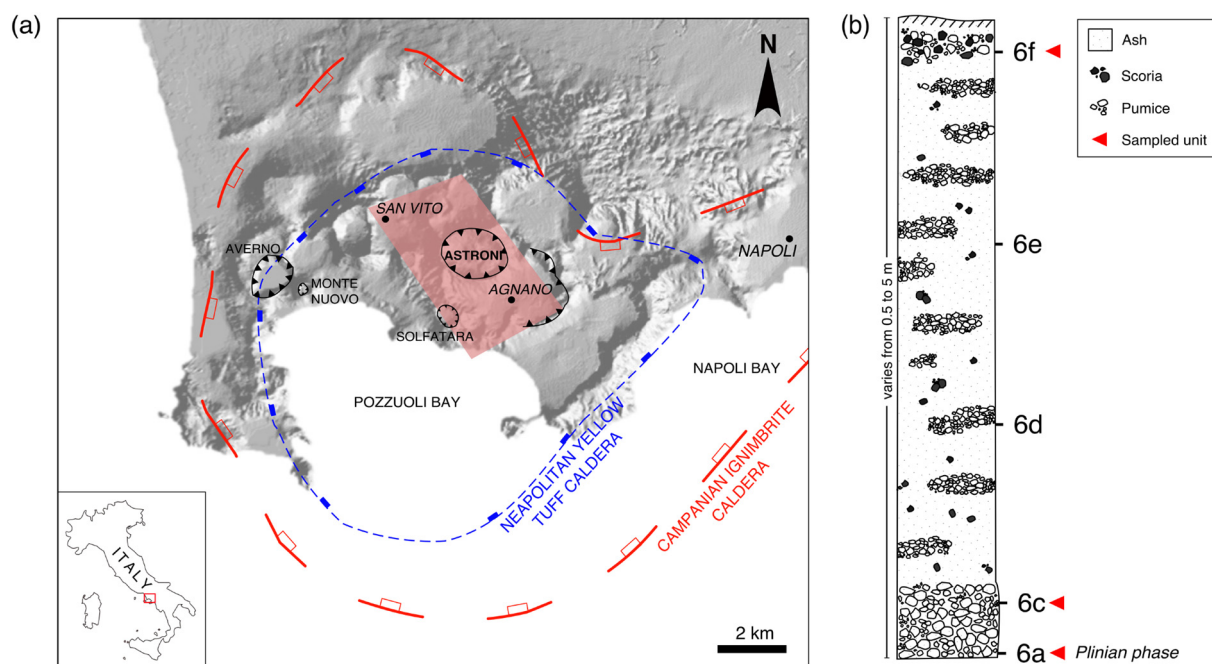 (a)
N
SAN VITO
AVERNO
ASTRONI
NAPOLI
MONTE
NUOVO
AGNANO
SOLFATARA
NAPOLI BAY
POZZUOLI BAY
NEAPOLITAN YELLOW
TUFF CALDERA
CAMPANIAN IGNIMBRITE
CALDERA
ITALY
2 km
(b)
varies from 0.5 to 5 m
6f
6e
6d
6c
6a Plinian phase
Ash
Scoria
Pumice
Sampled unit